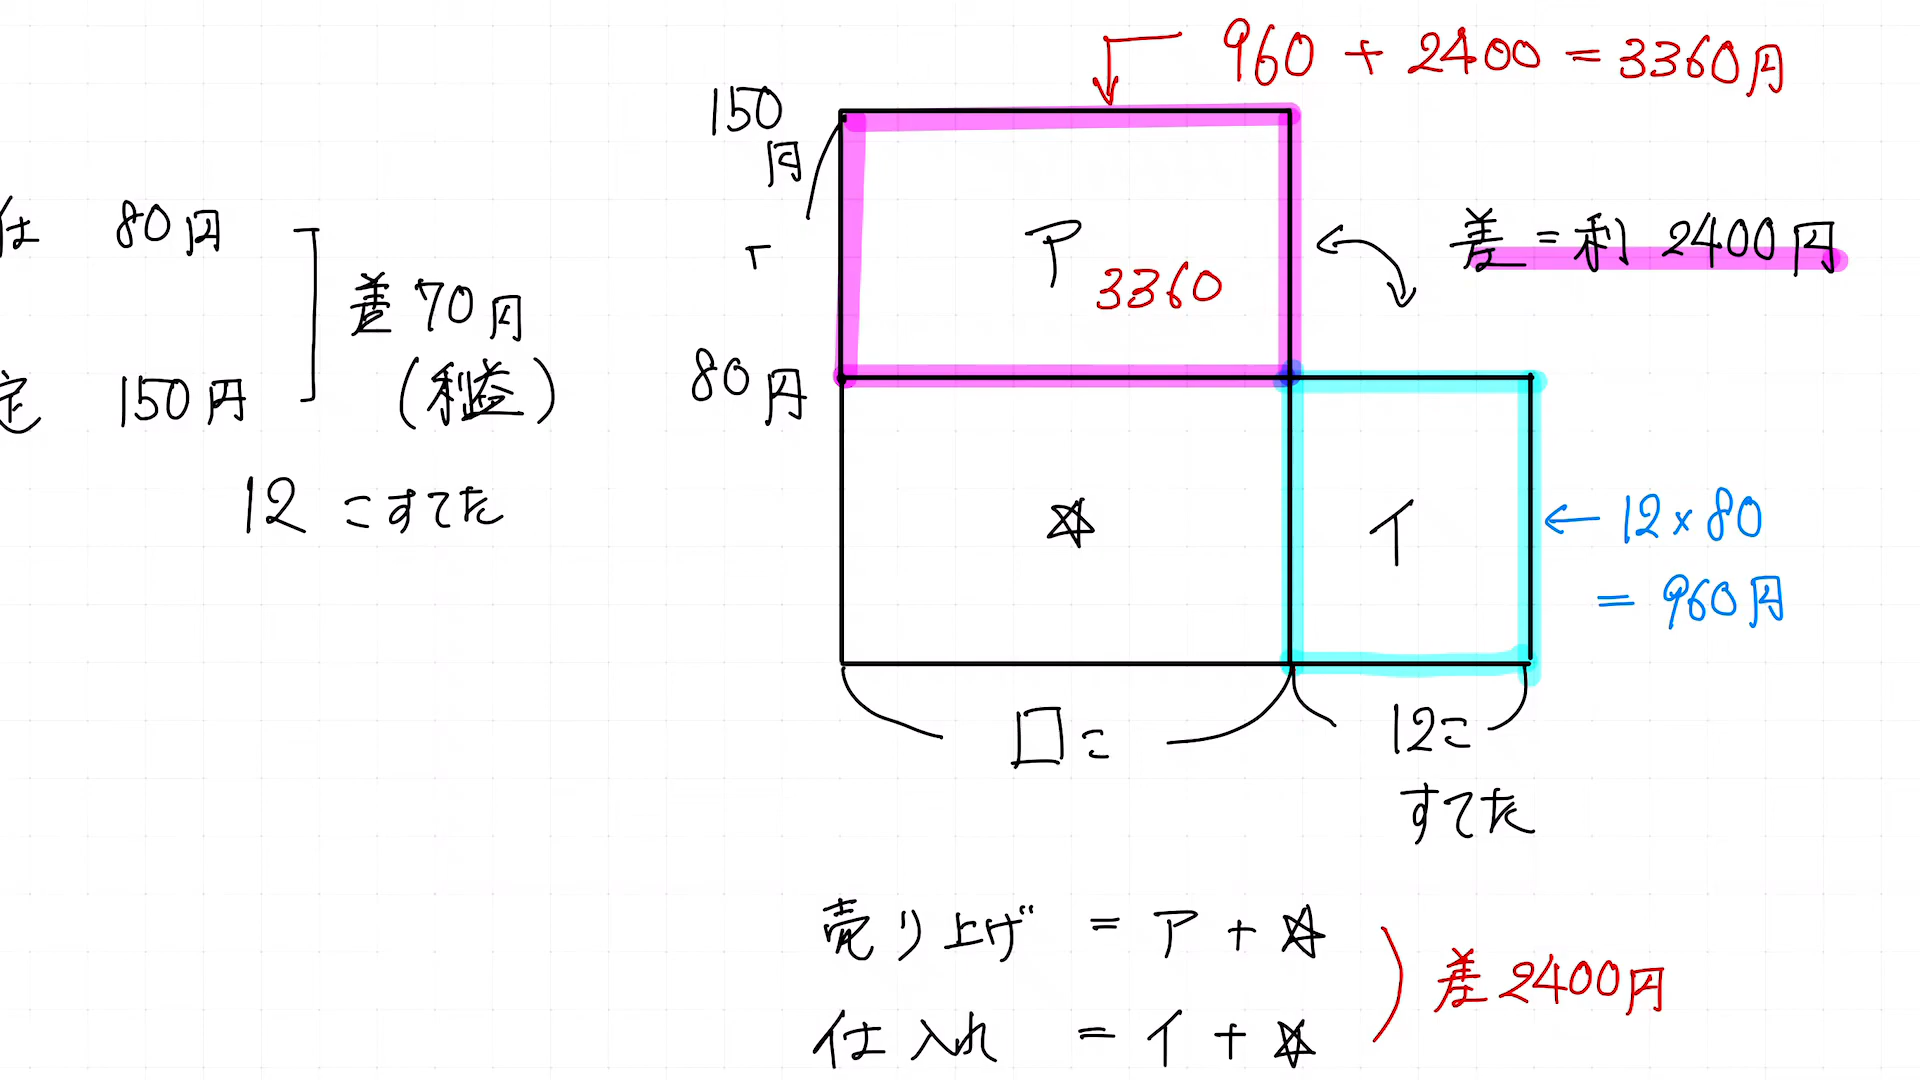 960 + 2400 = 3360円
150
円
ア
3360
差 = 利 2400円
仕 80円
差 70円
(利益)
定 150円
80円
12 こすてた
☆
イ
← 12×80
= 960円
□こ
12こ
すてた
売り上げ = ア + ☆
仕入れ = イ + ☆
差 2400円